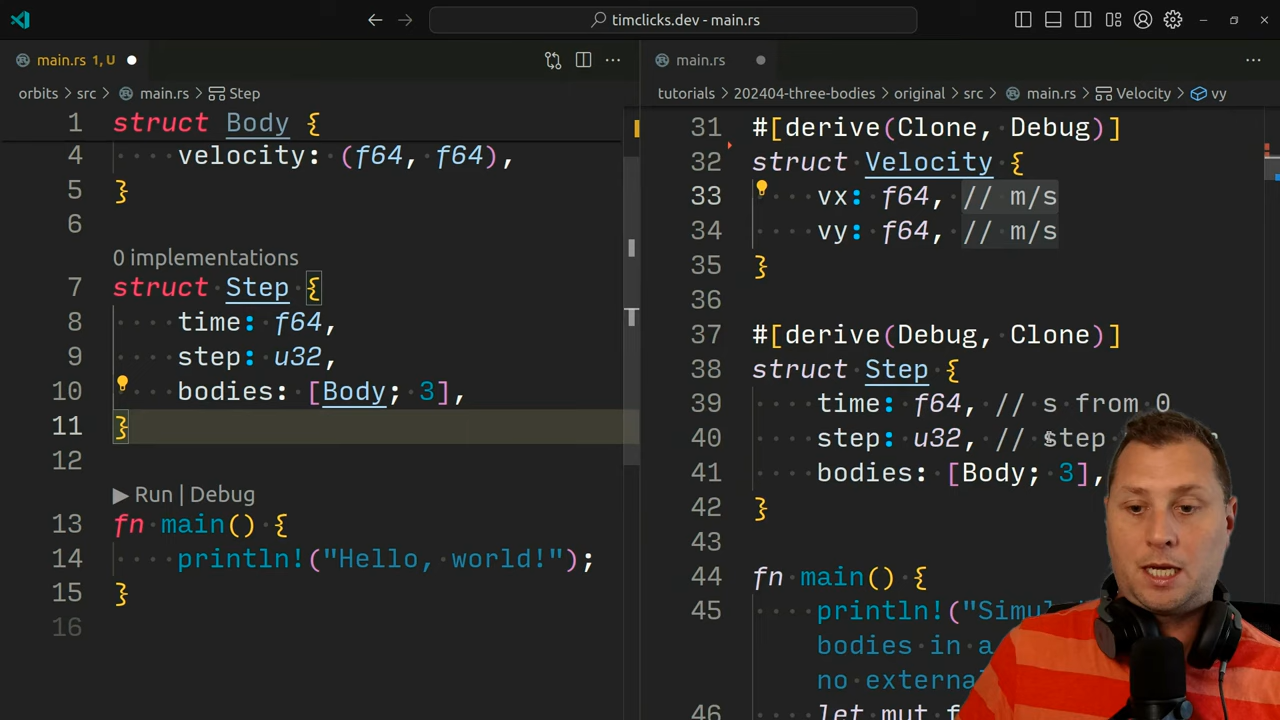 timclicks.dev - main.rs
main.rs 1, U
main.rs
orbits > src > main.rs > Step
tutorials > 202404-three-bodies > original > src > main.rs > Velocity > vy
1 struct Body {
4 velocity: (f64, f64),
5 }
6
0 implementations
7 struct Step {
8 time: f64,
9 step: u32,
10 bodies: [Body; 3],
11 }
12
▶ Run | Debug
13 fn main() {
14 println!("Hello, world!");
15 }
16
31 #[derive(Clone, Debug)]
32 struct Velocity {
33 vx: f64, // m/s
34 vy: f64, // m/s
35 }
36
37 #[derive(Debug, Clone)]
38 struct Step {
39 time: f64, // s from 0
40 step: u32, // step
41 bodies: [Body; 3],
42 }
43
44 fn main() {
45 println!("Simul
bodies in a
no externa
46 let mut f